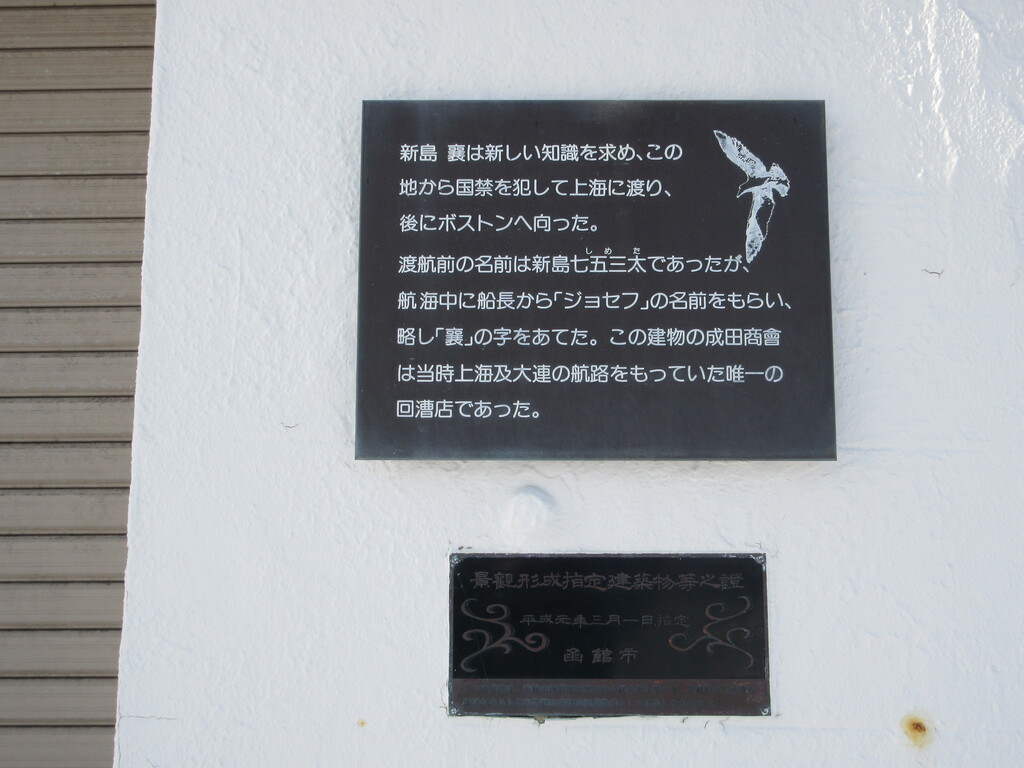 新島 襄は新しい知識を求め、この
地から国禁を犯して上海に渡り、
後にボストンへ向った。
渡航前の名前は新島七五三太であったが、
しめた
航海中に船長から「ジョセフ」の名前をもらい、
略し「襄」の字をあてた。この建物の成田商會
は当時上海及大連の航路をもっていた唯一の
回漕店であった。
景観形成指定建築物等之證
平成元年三月一日指定
函館市